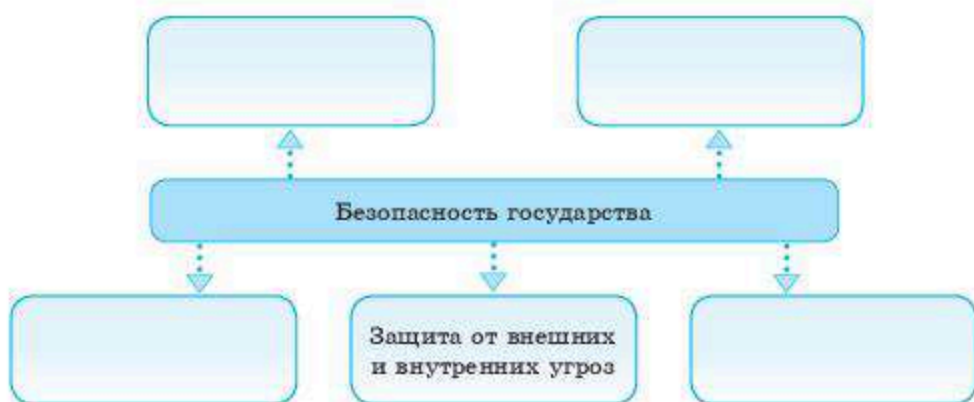 Безопасность государства
Защита от внешних
и внутренних угроз